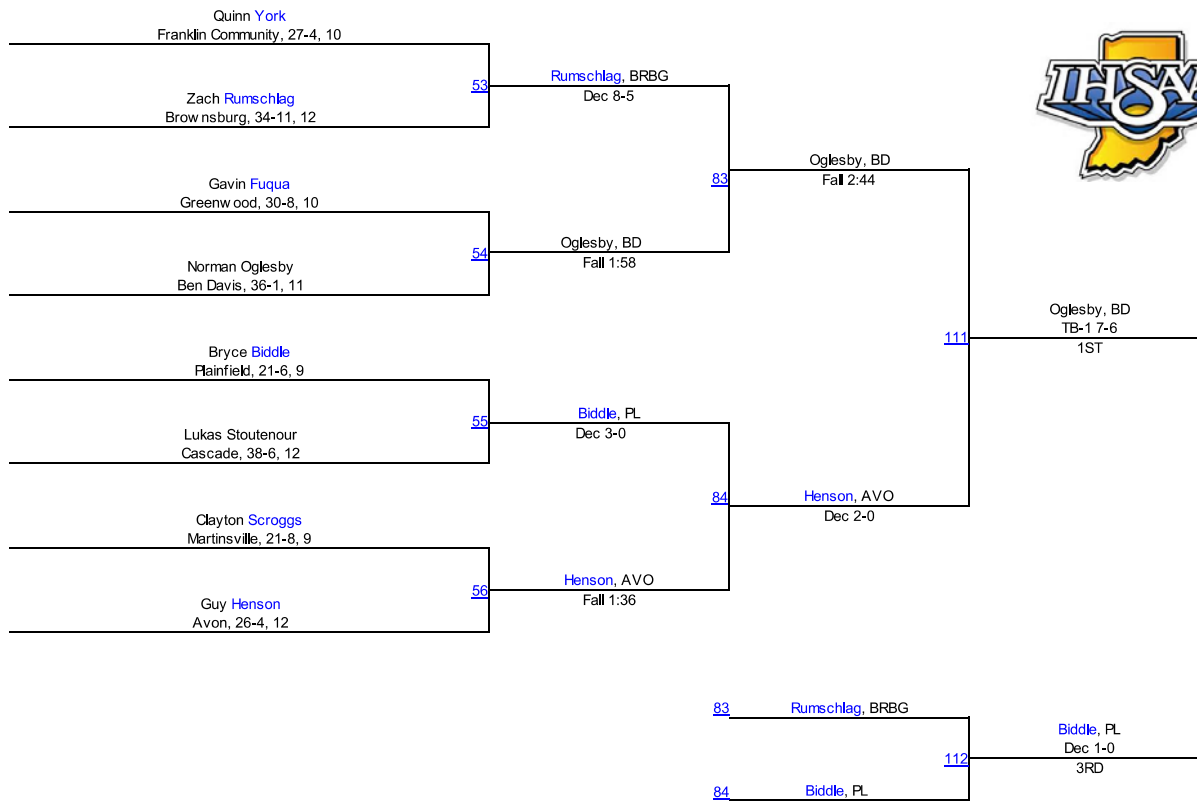 Quinn York
Franklin Community, 27-4, 10
53
Zach Rumschlag
Brownsburg, 34-11, 12
Rumschlag, BRBG
Dec 8-5
83
Gavin Fuqua
Greenwood, 30-8, 10
54
Norman Oglesby
Ben Davis, 36-1, 11
Oglesby, BD
Fall 1:58
Oglesby, BD
Fall 2:44
111
Bryce Biddle
Plainfield, 21-6, 9
55
Lukas Stoutenour
Cascade, 38-6, 12
Biddle, PL
Dec 3-0
84
Clayton Scroggs
Martinsville, 21-8, 9
56
Guy Henson
Avon, 26-4, 12
Henson, AVO
Fall 1:36
Henson, AVO
Dec 2-0
Oglesby, BD
TB-1 7-6
1ST
IHSAA
83
Rumschlag, BRBG
112
84
Biddle, PL
Biddle, PL
Dec 1-0
3RD